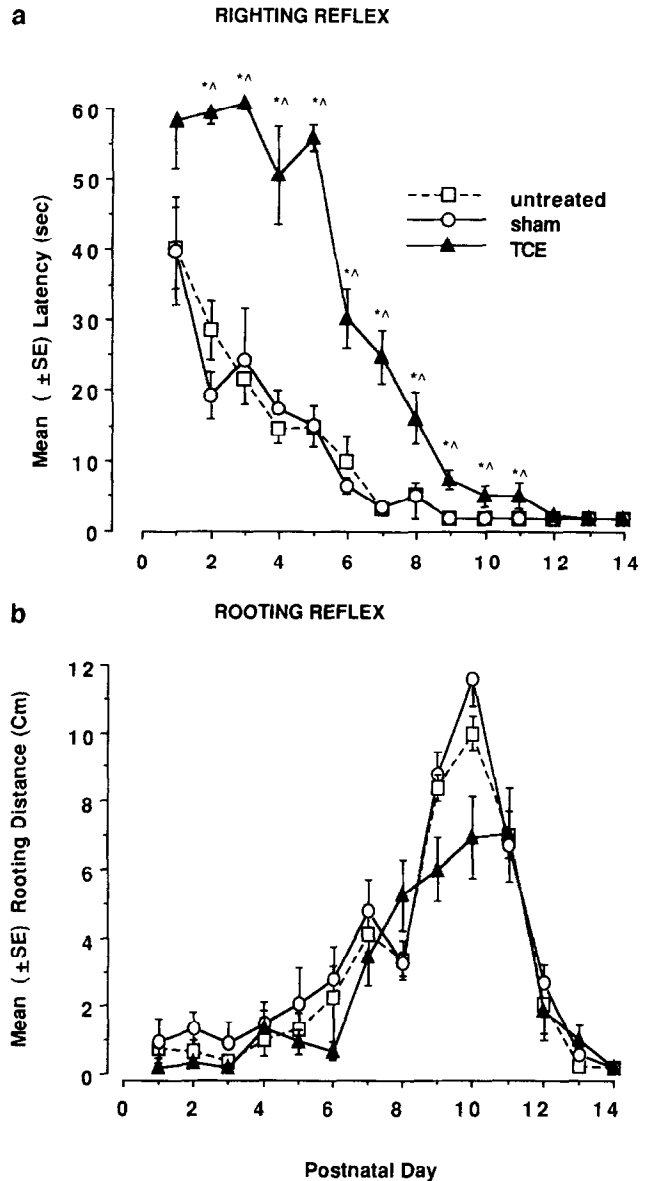 a
RIGHTING REFLEX
*^ *^ *^ *^
60
50
40
30
20
10
0
Mean ( ±SE) Latency (sec)
untreated
sham
TCE
*^
*^
*^
*^
*^ *^
0 2 4 6 8 10 12 14
b
ROOTING REFLEX
12
10
8
6
4
2
0
Mean (±SE) Rooting Distance (Cm)
0 2 4 6 8 10 12 14
Postnatal Day